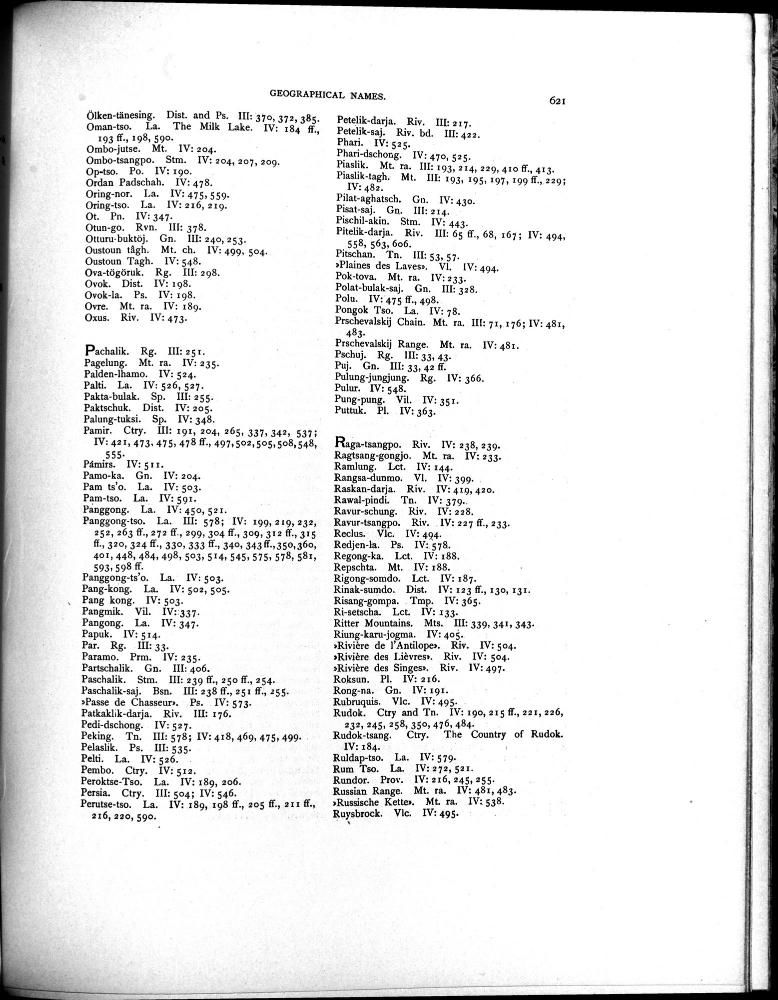 GEOGRAPHICAL NAMES.
621
Ölken-tänesing. Dist. and Ps. III: 370, 372, 385.
Oman-tso. La. The Milk Lake. IV: 184 ff.,
193 ff., 198, 590.
Ombo-jutse. Mt. IV: 204.
Ombo-tsangpo. Stm. IV: 204, 207, 209.
Op-tso. Po. IV: 190.
Ordan Padschah. IV: 478.
Oring-nor. La. IV: 475, 559.
Oring-tso. La. IV: 216, 219.
Ot. Pn. IV: 347.
Otun-go. Rvn. III: 378.
Otturu-buktöj. Gn. III: 240, 253.
Oustoun tâgh. Mt. ch. IV: 499, 504.
Oustoun Tagh. IV: 548.
Ova-tögöruk. Rg. III: 298.
Ovok. Dist. IV: 198.
Ovok-la. Ps. IV: 198.
Ovre. Mt. ra. IV: 189.
Oxus. Riv. IV: 473.
Pachalik. Rg. III: 251.
Pagelung. Mt. ra. IV: 235.
Palden-lhamo. IV: 524.
Palti. La. IV: 526, 527.
Pakta-bulak. Sp. III: 255.
Paktschuk. Dist. IV: 205.
Palung-tuksi. Sp. IV: 348.
Pamir. Ctry. III: 191, 204, 265, 337, 342, 537;
IV: 421, 473, 475, 478 ff., 497, 502, 505, 508, 548,
555.
Pámirs. IV: 511.
Pamo-ka. Gn. IV: 204.
Pam ts'o. La. IV: 503.
Pam-tso. La. IV: 591.
Panggong. La. IV: 450, 521.
Panggong-tso. La. III: 578; IV: 199, 219, 232,
252, 263 ff., 272 ff., 299, 304 ff., 309, 312 ff., 315
ff., 320, 324 ff., 330, 333 ff., 340, 343 ff., 350, 360,
401, 448, 484, 498, 503, 514, 545, 575, 578, 581,
593, 598 ff.
Panggong-ts'o. La. IV: 503.
Pang-kong. La. IV: 502, 505.
Pang kong. IV: 503.
Pangmik. Vil. IV: 337.
Pangong. La. IV: 347.
Papuk. IV: 514.
Par. Rg. III: 33.
Paramo. Prm. IV: 235.
Partschalik. Gn. III: 406.
Paschalik. Stm. III: 239 ff., 250 ff., 254.
Paschalik-saj. Bsn. III: 238 ff., 251 ff., 255.
»Passe de Chasseur». Ps. IV: 573.
Patkaklik-darja. Riv. III: 176.
Pedi-dschong. IV: 527.
Peking. Tn. III: 578; IV: 418, 469, 475, 499.
Pelaslik. Ps. III: 535.
Pelti. La. IV: 526.
Pembo. Ctry. IV: 512.
Peroktse-Tso. La. IV: 189, 206.
Persia. Ctry. III: 504; IV: 546.
Perutse-tso. La. IV: 189, 198 ff., 205 ff., 211 ff.,
216, 220, 590.
Petelik-darja. Riv. III: 217.
Petelik-saj. Riv. bd. III: 422.
Phari. IV: 525.
Phari-dschong. IV: 470, 525.
Piaslik. Mt. ra. III: 193, 214, 229, 410 ff., 413.
Piaslik-tagh. Mt. III: 193, 195, 197, 199 ff., 229;
IV: 482.
Pilat-aghatsch. Gn. IV: 430.
Pisat-saj. Gn. III: 214.
Pischil-akin. Stm. IV: 443.
Pitelik-darja. Riv. III: 65 ff., 68, 167; IV: 494,
558, 563, 606.
Pitschan. Tn. III: 53, 57.
»Plaines des Laves». Vl. IV: 494.
Pok-tova. Mt. ra. IV: 233.
Polat-bulak-saj. Gn. III: 328.
Polu. IV: 475 ff., 498.
Pongok Tso. La. IV: 78.
Prschevalskij Chain. Mt. ra. III: 71, 176; IV: 481,
483.
Prschevalskij Range. Mt. ra. IV: 481.
Pschuj. Rg. III: 33, 43.
Puj. Gn. III: 33, 42 ff.
Pulung-jungjung. Rg. IV: 366.
Pulur. IV: 548.
Pung-pung. Vil. IV: 351.
Puttuk. Pl. IV: 363.
Raga-tsangpo. Riv. IV: 238, 239.
Ragtsang-gongjo. Mt. ra. IV: 233.
Ramlung. Lct. IV: 144.
Rangsa-dunmo. Vl. IV: 399.
Raskan-darja. Riv. IV: 419, 420.
Rawal-pindi. Tn. IV: 379.
Ravur-schung. Riv. IV: 228.
Ravur-tsangpo. Riv. IV: 227 ff., 233.
Reclus. Vlc. IV: 494.
Redjen-la. Ps. IV: 578.
Regong-ka. Lct. IV: 188.
Repschta. Mt. IV: 188.
Rigong-somdo. Lct. IV: 187.
Rinak-sumdo. Dist. IV: 123 ff., 130, 131.
Risang-gompa. Tmp. IV: 365.
Ri-setscha. Lct. IV: 133.
Ritter Mountains. Mts. III: 339, 341, 343.
Riung-karu-jogma. IV: 405.
»Rivière de l'Antilope». Riv. IV: 504.
»Rivière des Lièvres». Riv. IV: 504.
»Rivière des Singes». Riv. IV: 497.
Roksun. Pl. IV: 216.
Rong-na. Gn. IV: 191.
Rubruquis. Vlc. IV: 495.
Rudok. Ctry and Tn. IV: 190, 215 ff., 221, 226,
232, 245, 258, 350, 476, 484.
Rudok-tsang. Ctry. The Country of Rudok.
IV: 184.
Ruldap-tso. La. IV: 579.
Rum Tso. La. IV: 272, 521.
Rundor. Prov. IV: 216, 245, 255.
Russian Range. Mt. ra. IV: 481, 483.
»Russische Kette». Mt. ra. IV: 538.
Ruysbrock. Vlc. IV: 495.